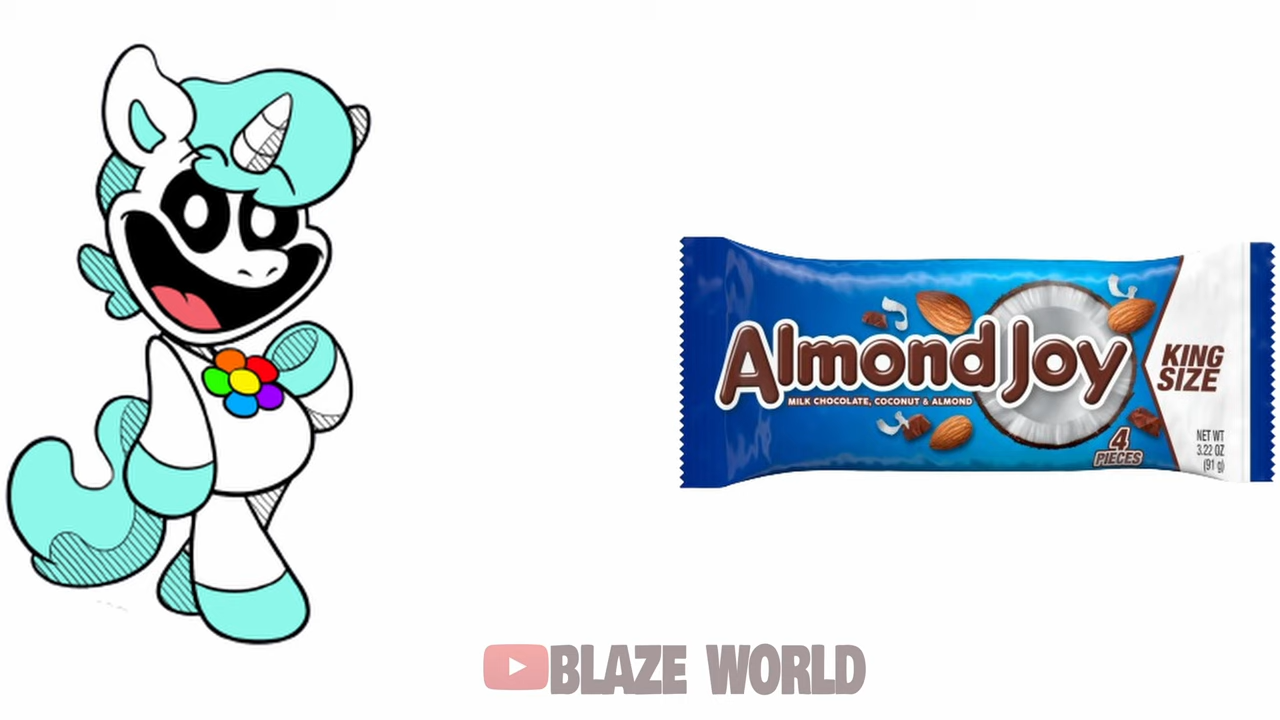 Almond Joy
MILK CHOCOLATE, COCONUT & ALMOND
KING
SIZE
4
PIECES
NET WT
3.22 OZ
(91 g)
BLAZE WORLD